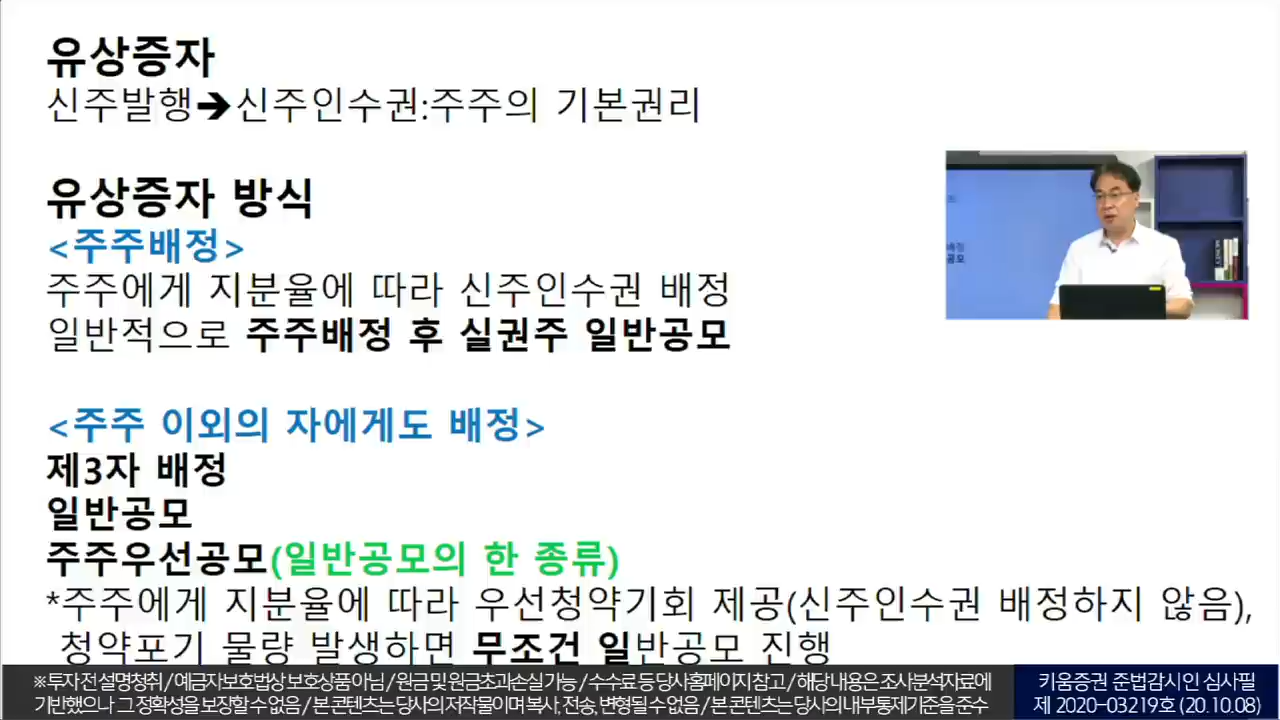 유상증자
신주발행➔신주인수권:주주의 기본권리
유상증자 방식
<주주배정>
주주에게 지분율에 따라 신주인수권 배정
일반적으로 주주배정 후 실권주 일반공모
<주주 이외의 자에게도 배정>
제3자 배정
일반공모
주주우선공모(일반공모의 한 종류)
*주주에게 지분율에 따라 우선청약기회 제공(신주인수권 배정하지 않음),
청약포기 물량 발생하면 무조건 일반공모 진행
※ 투자 전 설명청취 / 예금자보호법상 보호상품 아님 / 원금 및 원금초과손실 가능 / 수수료 등 당사홈페이지 참고 / 해당 내용은 조사분석자료에
기반했으나 그 정확성을 보장할 수 없음 / 본 콘텐츠는 당사의 저작물이며 복사, 전송, 변형될 수 없음 / 본 콘텐츠는 당사의 내부통제기준을 준수
키움증권 준법감시인 심사필
제 2020-03219호 (20.10.08)